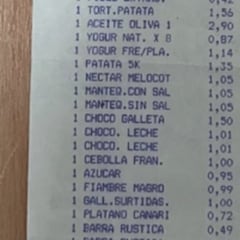 0,42
1 TORT.PATATA 1,56
1 ACEITE OLIVA 1 2,90
1 YOGUR NAT. X 8 0,87
1 YOGUR FRE/PLA. 1,14
1 PATATA 5K 1,35
1 NECTAR MELOCOT 1,05
1 MANTEQ.CON SAL 1,05
1 MANTEQ.SIN SAL 1,05
1 CHOCO GALLETA 1,50
1 CHOCO. LECHE 1,01
1 CHOCO. LECHE 1,01
1 CEBOLLA FRAN. 1,00
1 AZUCAR 0,95
1 FIAMBRE MAGRO 0,99
1 GALL.SURTIDAS 1,00
1 PLATANO CANARI 0,72
1 BARRA RUSTICA 0,49